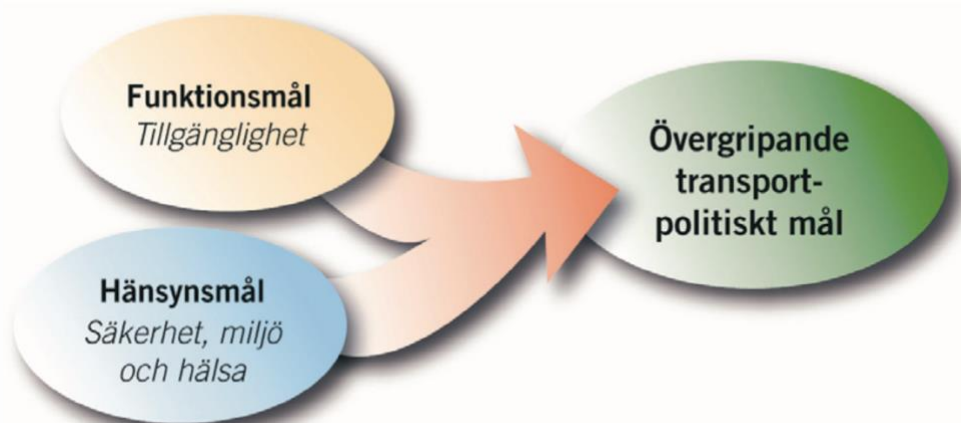 Funktionsmål
Tillgänglighet
Hänsynsmål
Säkerhet, miljö
och hälsa
Övergripande
transport-
politiskt mål